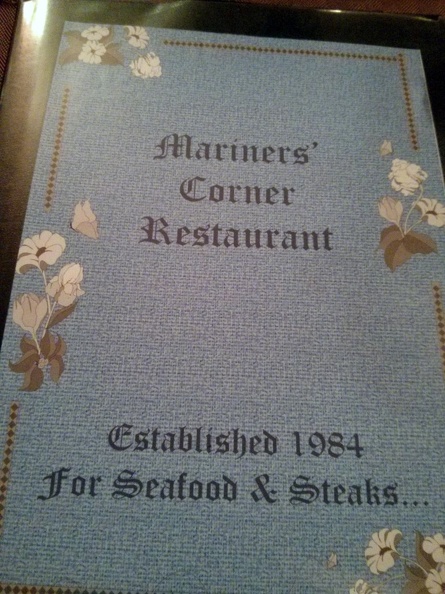 Mariners'
Corner
Restaurant
Established 1984
For Seafood & Steaks...